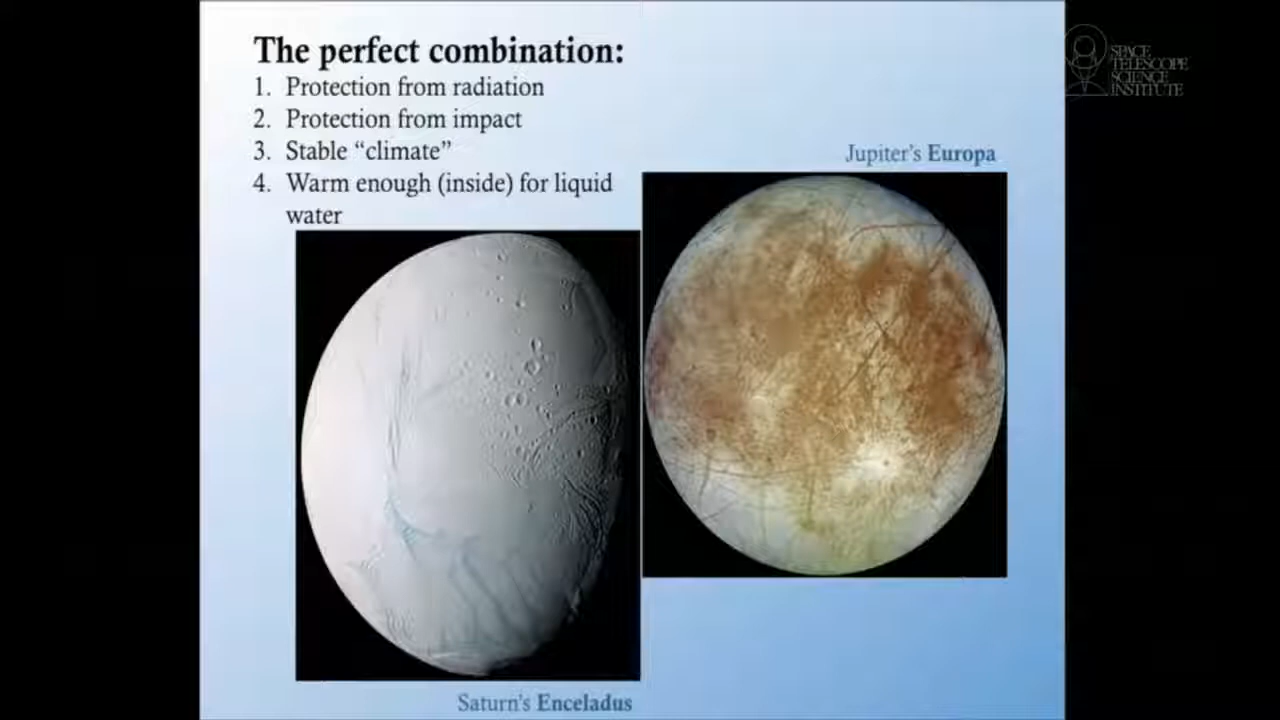 The perfect combination:
1. Protection from radiation
2. Protection from impact
3. Stable “climate”
4. Warm enough (inside) for liquid
water
SPACE
TELESCOPE
SCIENCE
INSTITUTE
Jupiter’s Europa
Saturn’s Enceladus